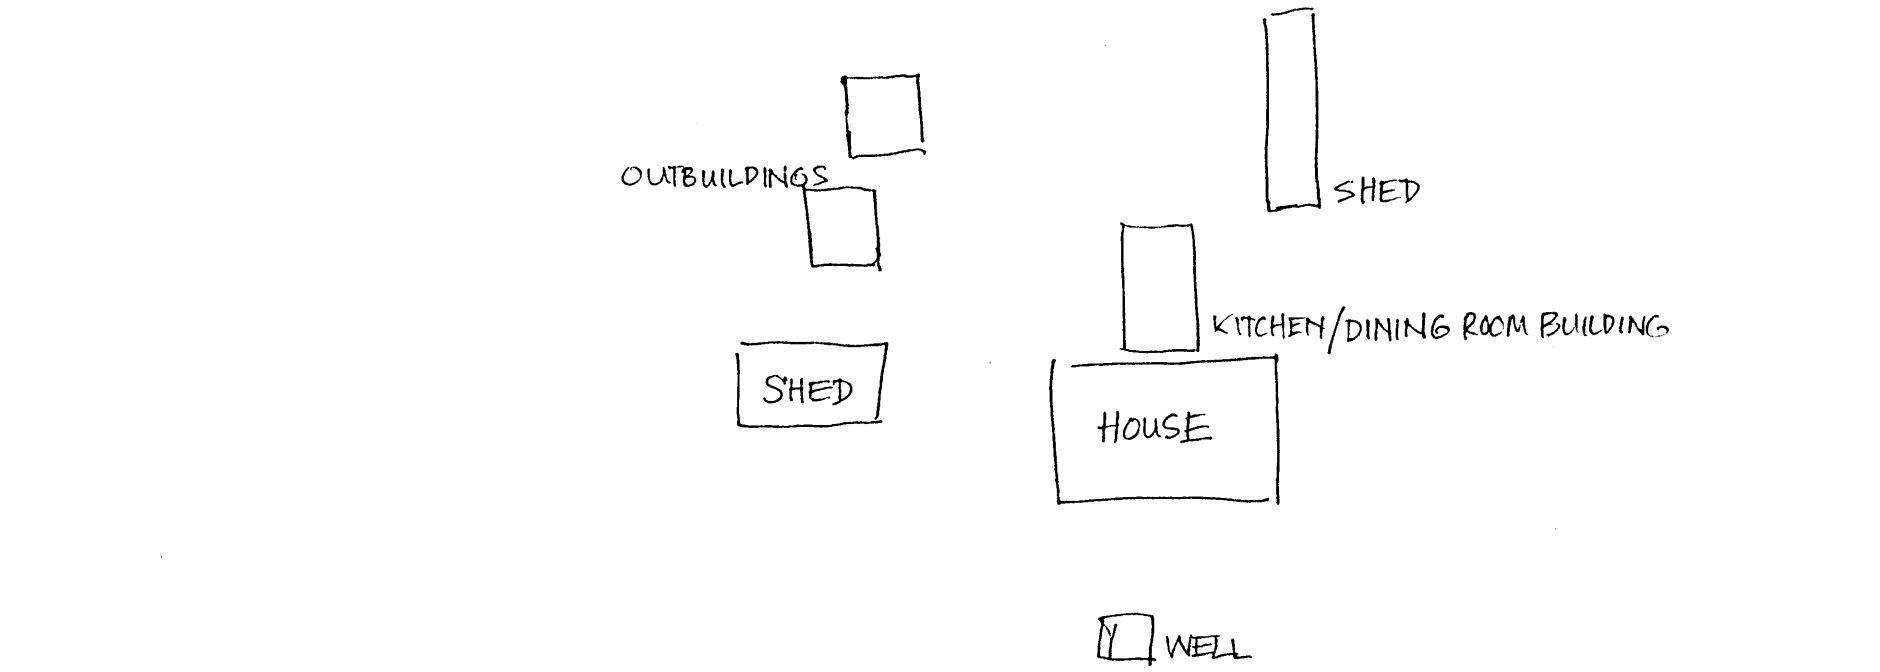 OUTBUILDINGS
SHED
KITCHEN/DINING ROOM BUILDING
SHED
HOUSE
WELL